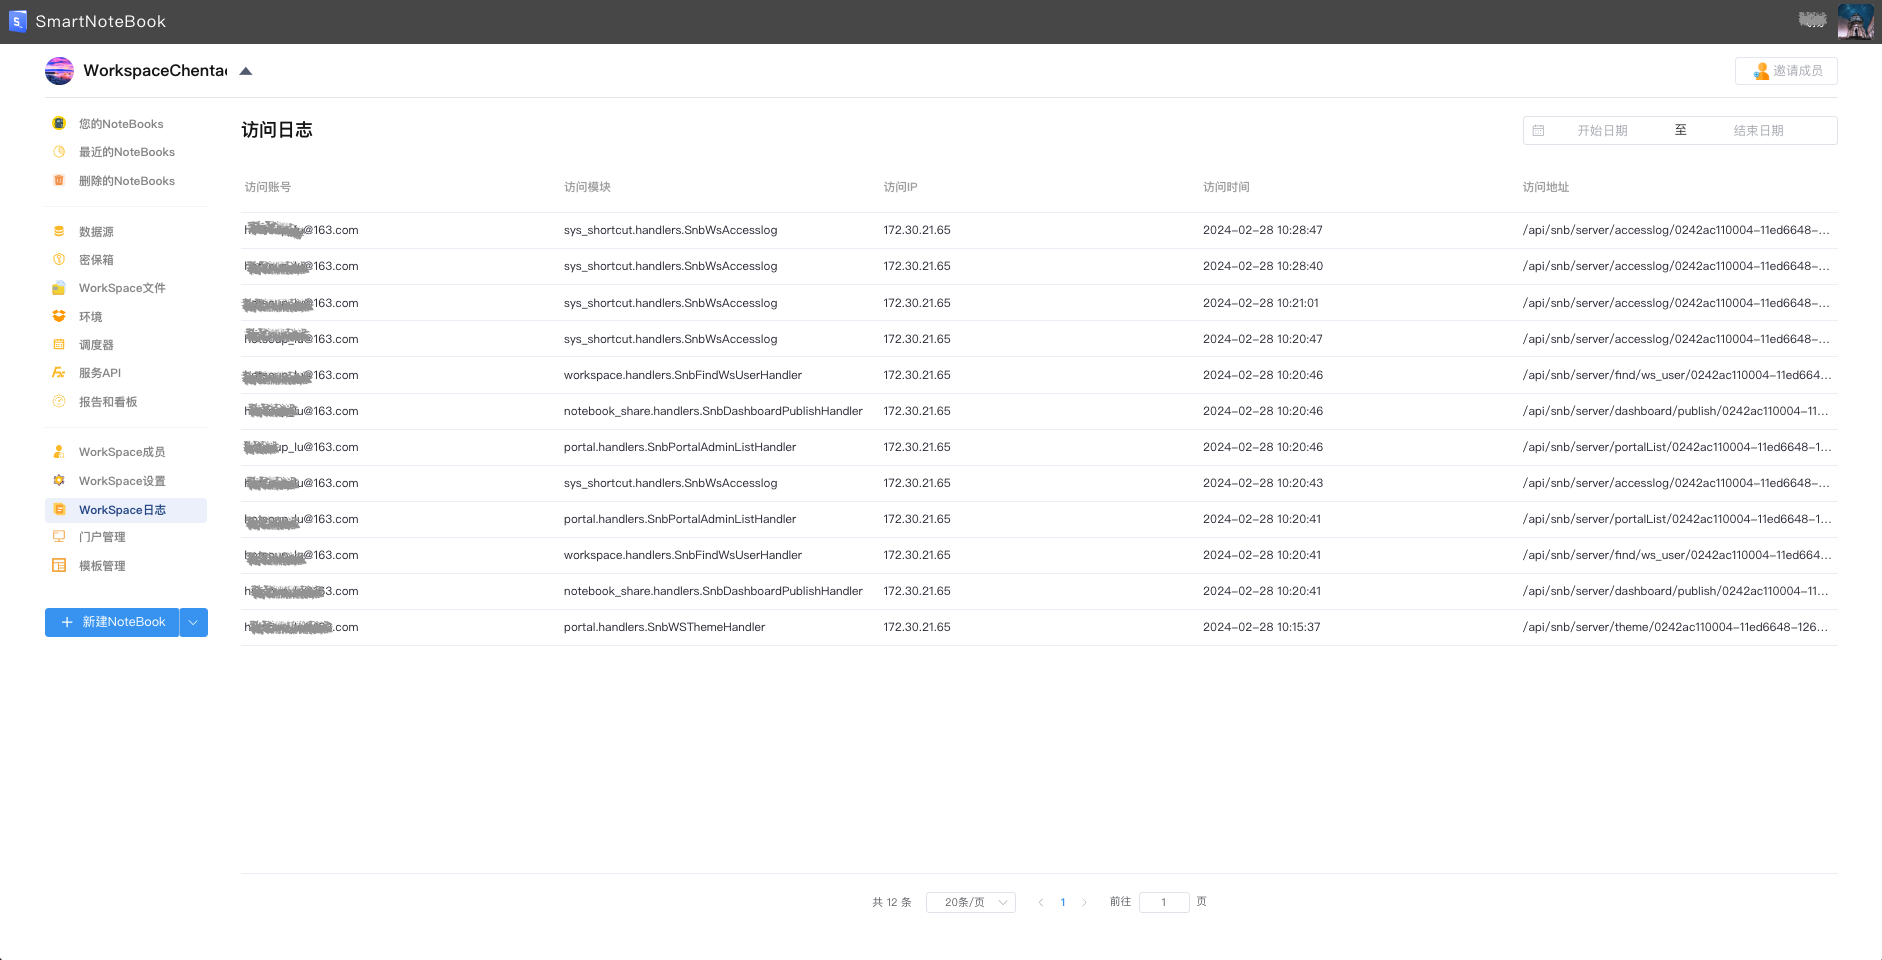 SmartNoteBook
WorkspaceChentao
邀请成员
您的NoteBooks
最近的NoteBooks
删除的NoteBooks
数据源
密保箱
WorkSpace文件
环境
调度器
服务API
报告和看板
WorkSpace成员
WorkSpace设置
WorkSpace日志
门户管理
模板管理
新建NoteBook
访问日志
开始日期 至 结束日期
访问账号 访问模块 访问IP 访问时间 访问地址
@163.com sys_shortcut.handlers.SnbWsAccesslog 172.30.21.65 2024-02-28 10:28:47 /api/snb/server/accesslog/0242ac110004-11ed6648-...
@163.com sys_shortcut.handlers.SnbWsAccesslog 172.30.21.65 2024-02-28 10:28:40 /api/snb/server/accesslog/0242ac110004-11ed6648-...
@163.com sys_shortcut.handlers.SnbWsAccesslog 172.30.21.65 2024-02-28 10:21:01 /api/snb/server/accesslog/0242ac110004-11ed6648-...
@163.com sys_shortcut.handlers.SnbWsAccesslog 172.30.21.65 2024-02-28 10:20:47 /api/snb/server/accesslog/0242ac110004-11ed6648-...
@163.com workspace.handlers.SnbFindWsUserHandler 172.30.21.65 2024-02-28 10:20:46 /api/snb/server/find/ws_user/0242ac110004-11ed664...
@163.com notebook_share.handlers.SnbDashboardPublishHandler 172.30.21.65 2024-02-28 10:20:46 /api/snb/server/dashboard/publish/0242ac110004-11...
up_lu@163.com portal.handlers.SnbPortalAdminListHandler 172.30.21.65 2024-02-28 10:20:46 /api/snb/server/portalList/0242ac110004-11ed6648-1...
@163.com sys_shortcut.handlers.SnbWsAccesslog 172.30.21.65 2024-02-28 10:20:43 /api/snb/server/accesslog/0242ac110004-11ed6648-...
@163.com portal.handlers.SnbPortalAdminListHandler 172.30.21.65 2024-02-28 10:20:41 /api/snb/server/portalList/0242ac110004-11ed6648-1...
@163.com workspace.handlers.SnbFindWsUserHandler 172.30.21.65 2024-02-28 10:20:41 /api/snb/server/find/ws_user/0242ac110004-11ed664...
3.com notebook_share.handlers.SnbDashboardPublishHandler 172.30.21.65 2024-02-28 10:20:41 /api/snb/server/dashboard/publish/0242ac110004-11...
.com portal.handlers.SnbWSThemeHandler 172.30.21.65 2024-02-28 10:15:37 /api/snb/server/theme/0242ac110004-11ed6648-126...
共 12 条 20条/页 1 前往 1 页